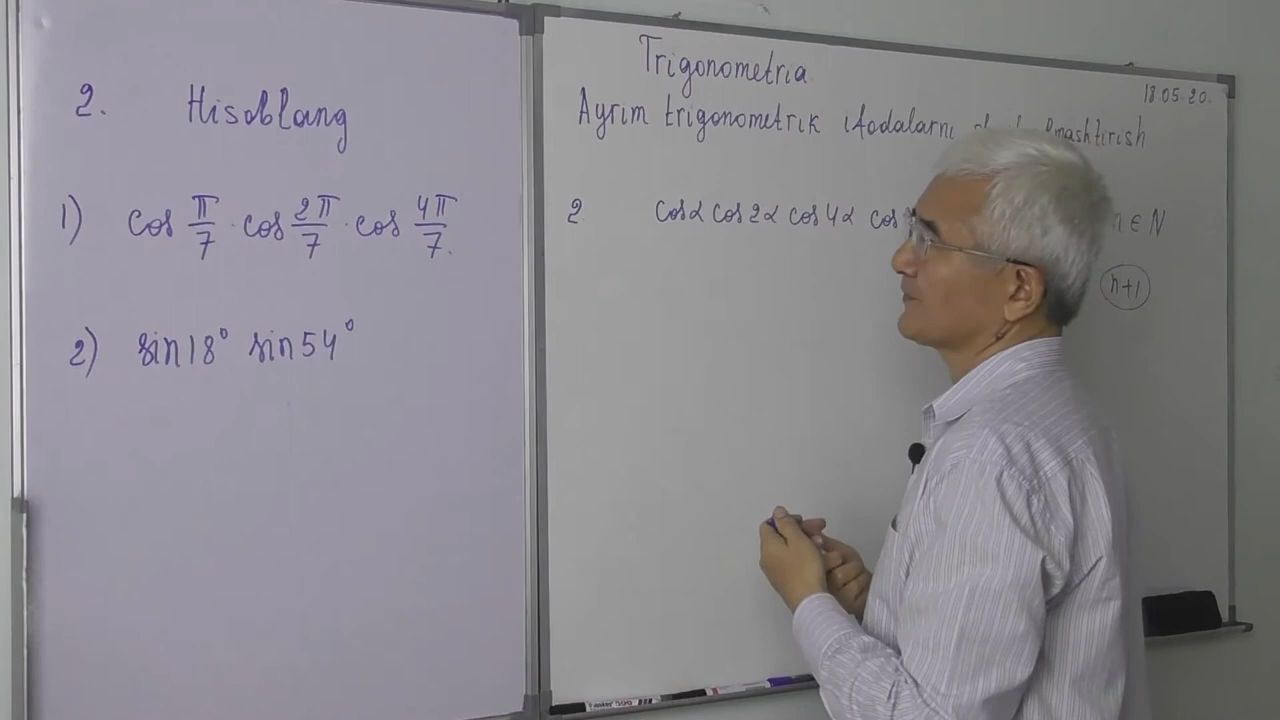 2. Hisoblang
1) cos π/7 · cos 2π/7 · cos 4π/7.
2) sin18° sin54°
Trigonometria
18.05.20.
Ayrim trigonometrik ifodalarni
2. cosα cos2α cos4α cos n ∈ N
n+1